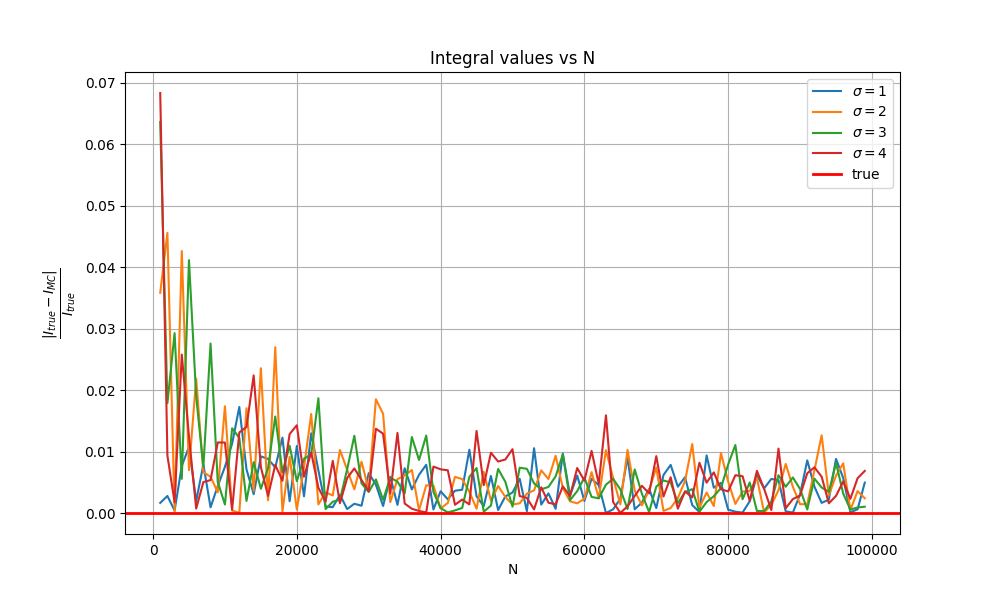 Integral values vs N
|I_true − I_MC|
I_true
0.07
0.06
0.05
0.04
0.03
0.02
0.01
0.00
0 20000 40000 60000 80000 100000
N
σ = 1
σ = 2
σ = 3
σ = 4
true